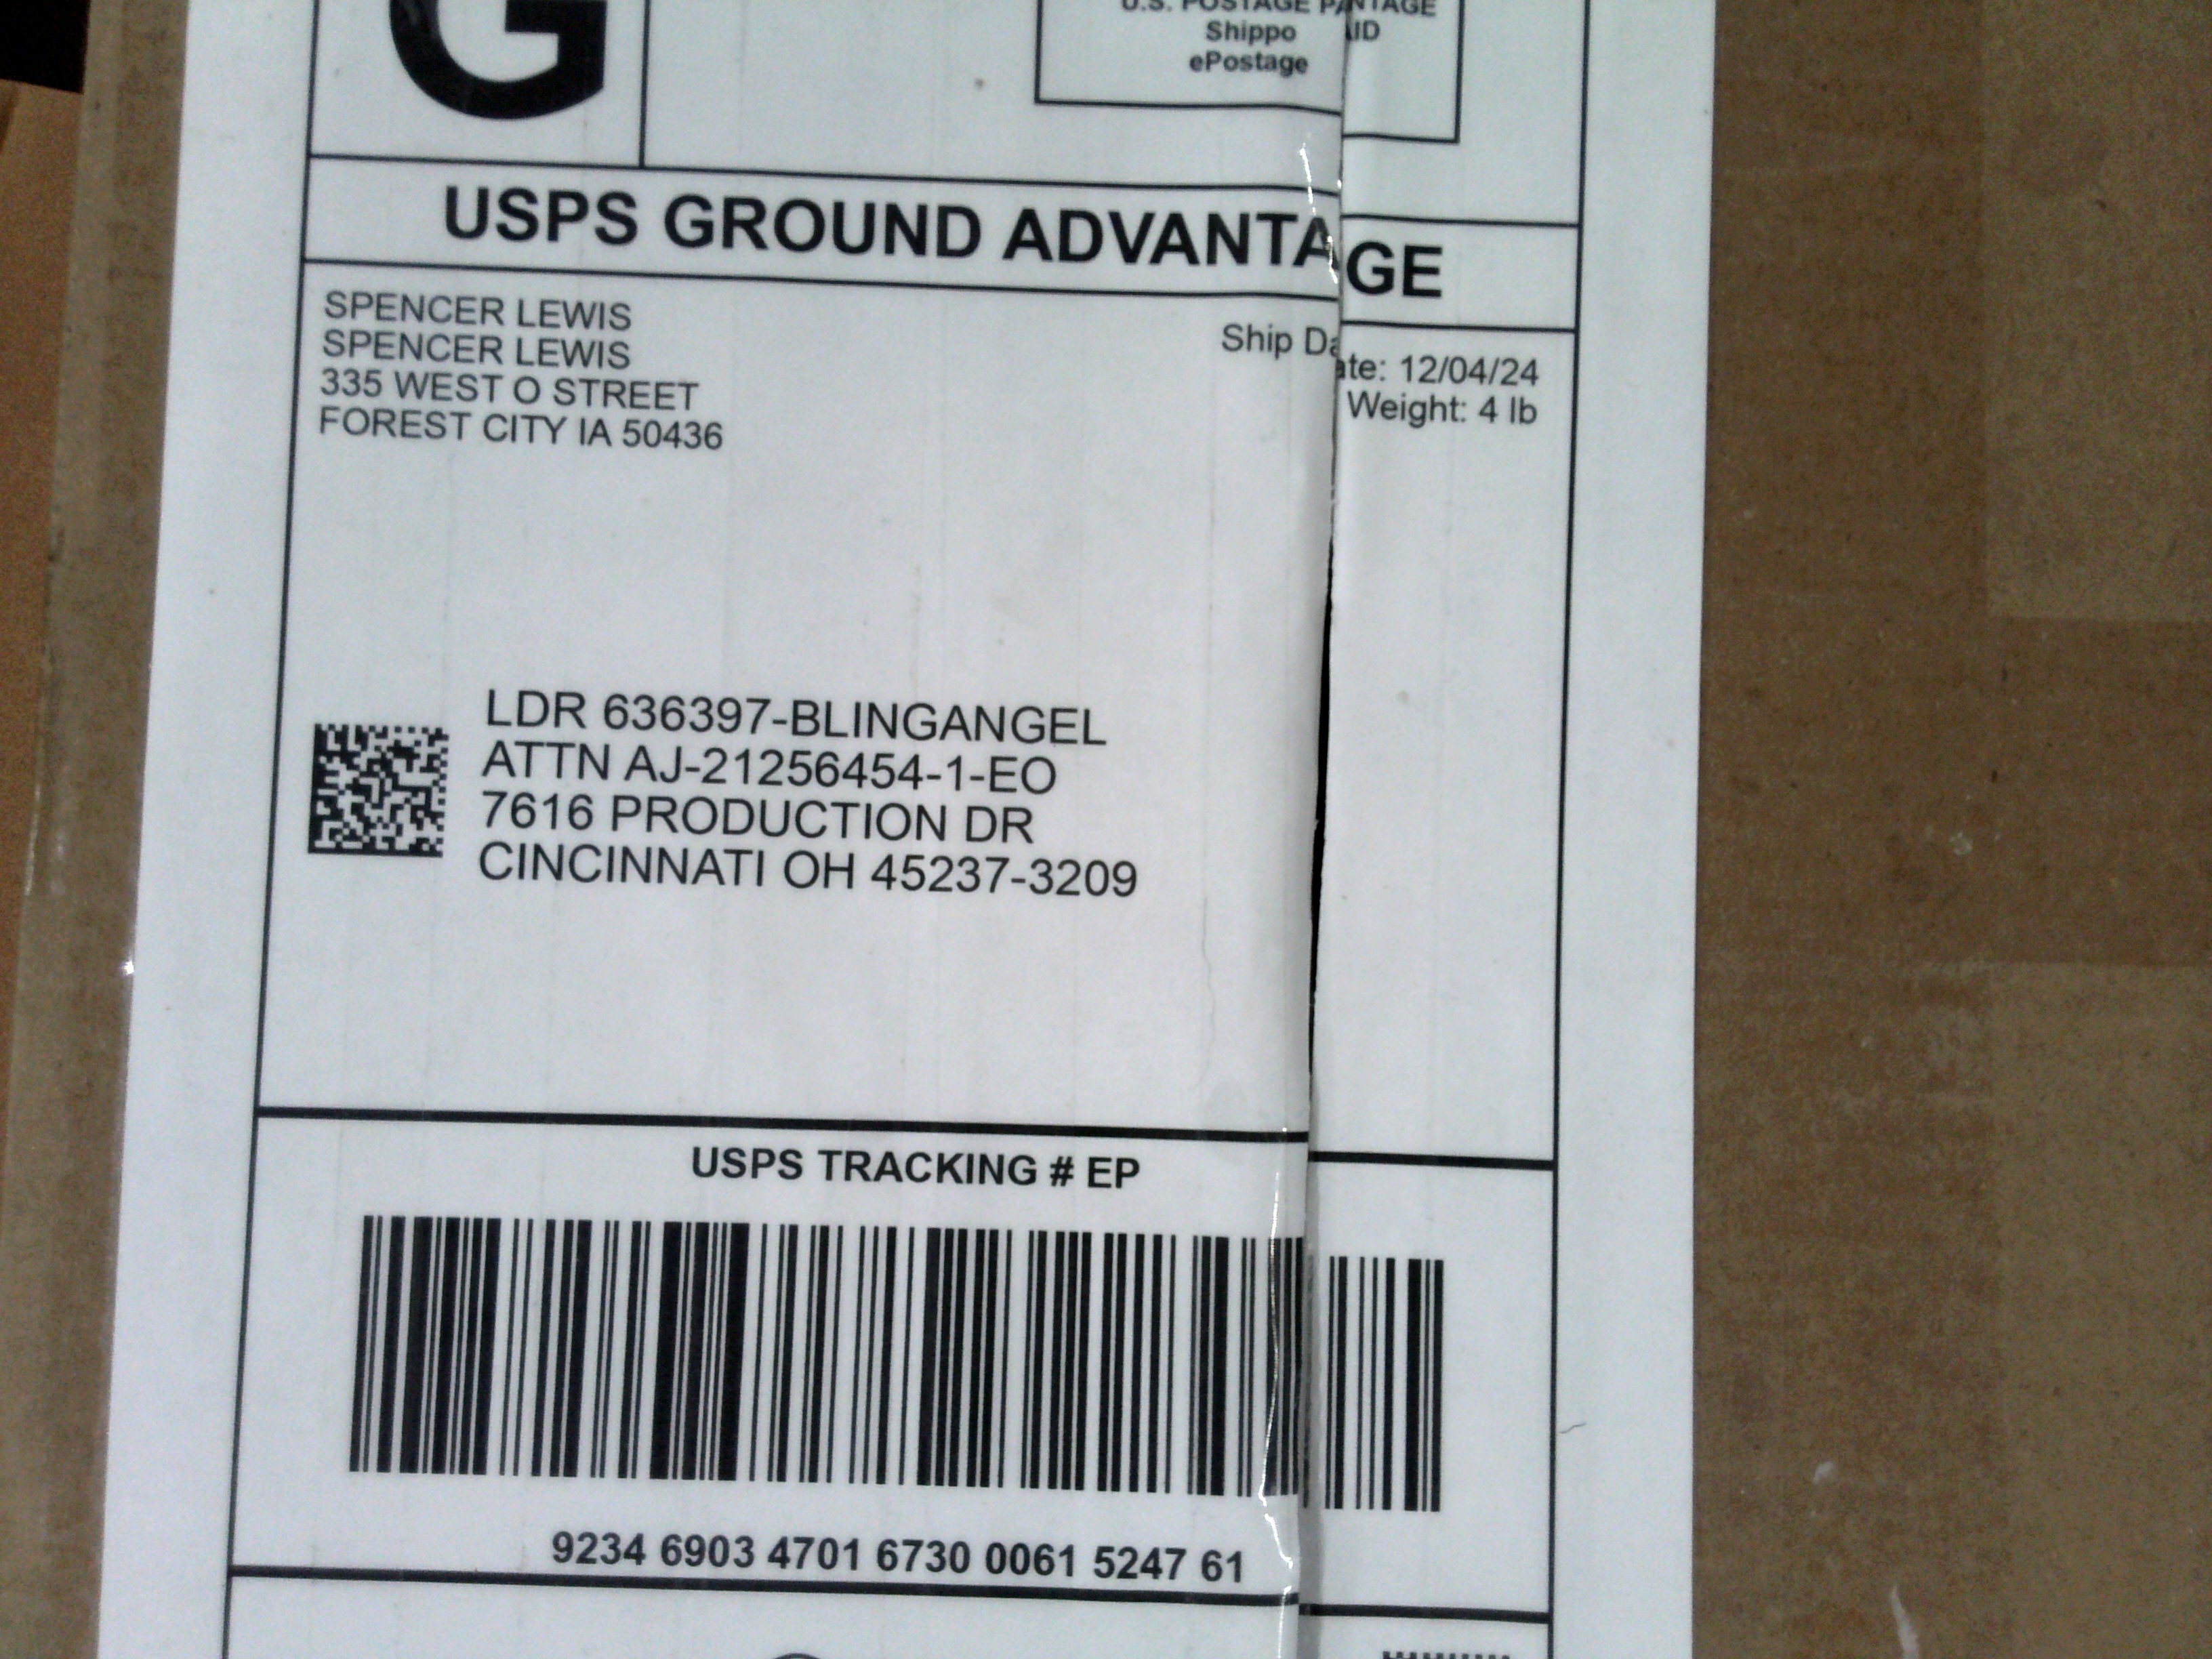 G
U.S. POSTAGE PAID
Shippo
ePostage
USPS GROUND ADVANTAGE
SPENCER LEWIS
SPENCER LEWIS
335 WEST O STREET
FOREST CITY IA 50436
Ship Date: 12/04/24
Weight: 4 lb
LDR 636397-BLINGANGEL
ATTN AJ-21256454-1-EO
7616 PRODUCTION DR
CINCINNATI OH 45237-3209
USPS TRACKING # EP
9234 6903 4701 6730 0061 5247 61